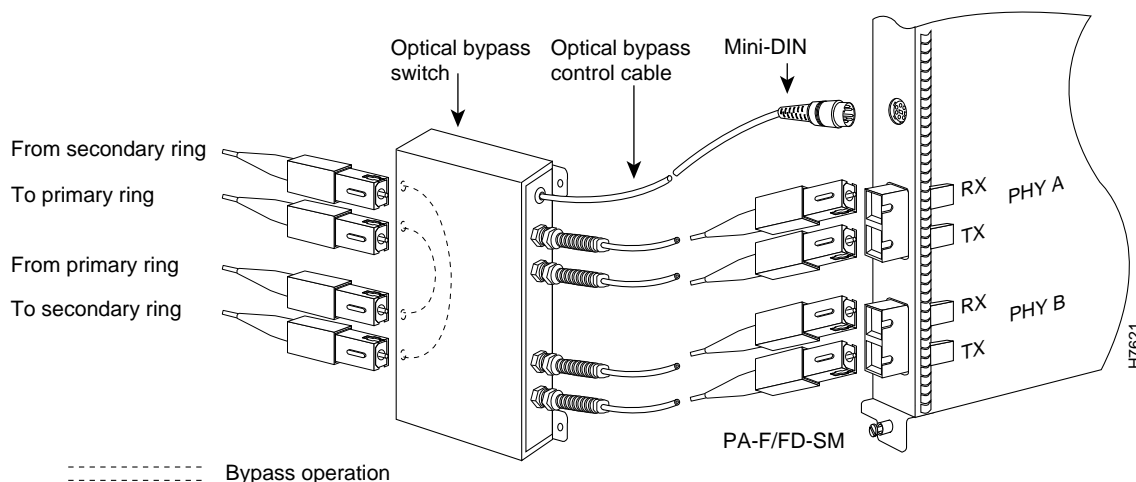 Optical bypass
switch
Optical bypass
control cable
Mini-DIN
From secondary ring
To primary ring
From primary ring
To secondary ring
RX
TX
PHY A
RX
TX
PHY B
H7621
PA-F/FD-SM
Bypass operation